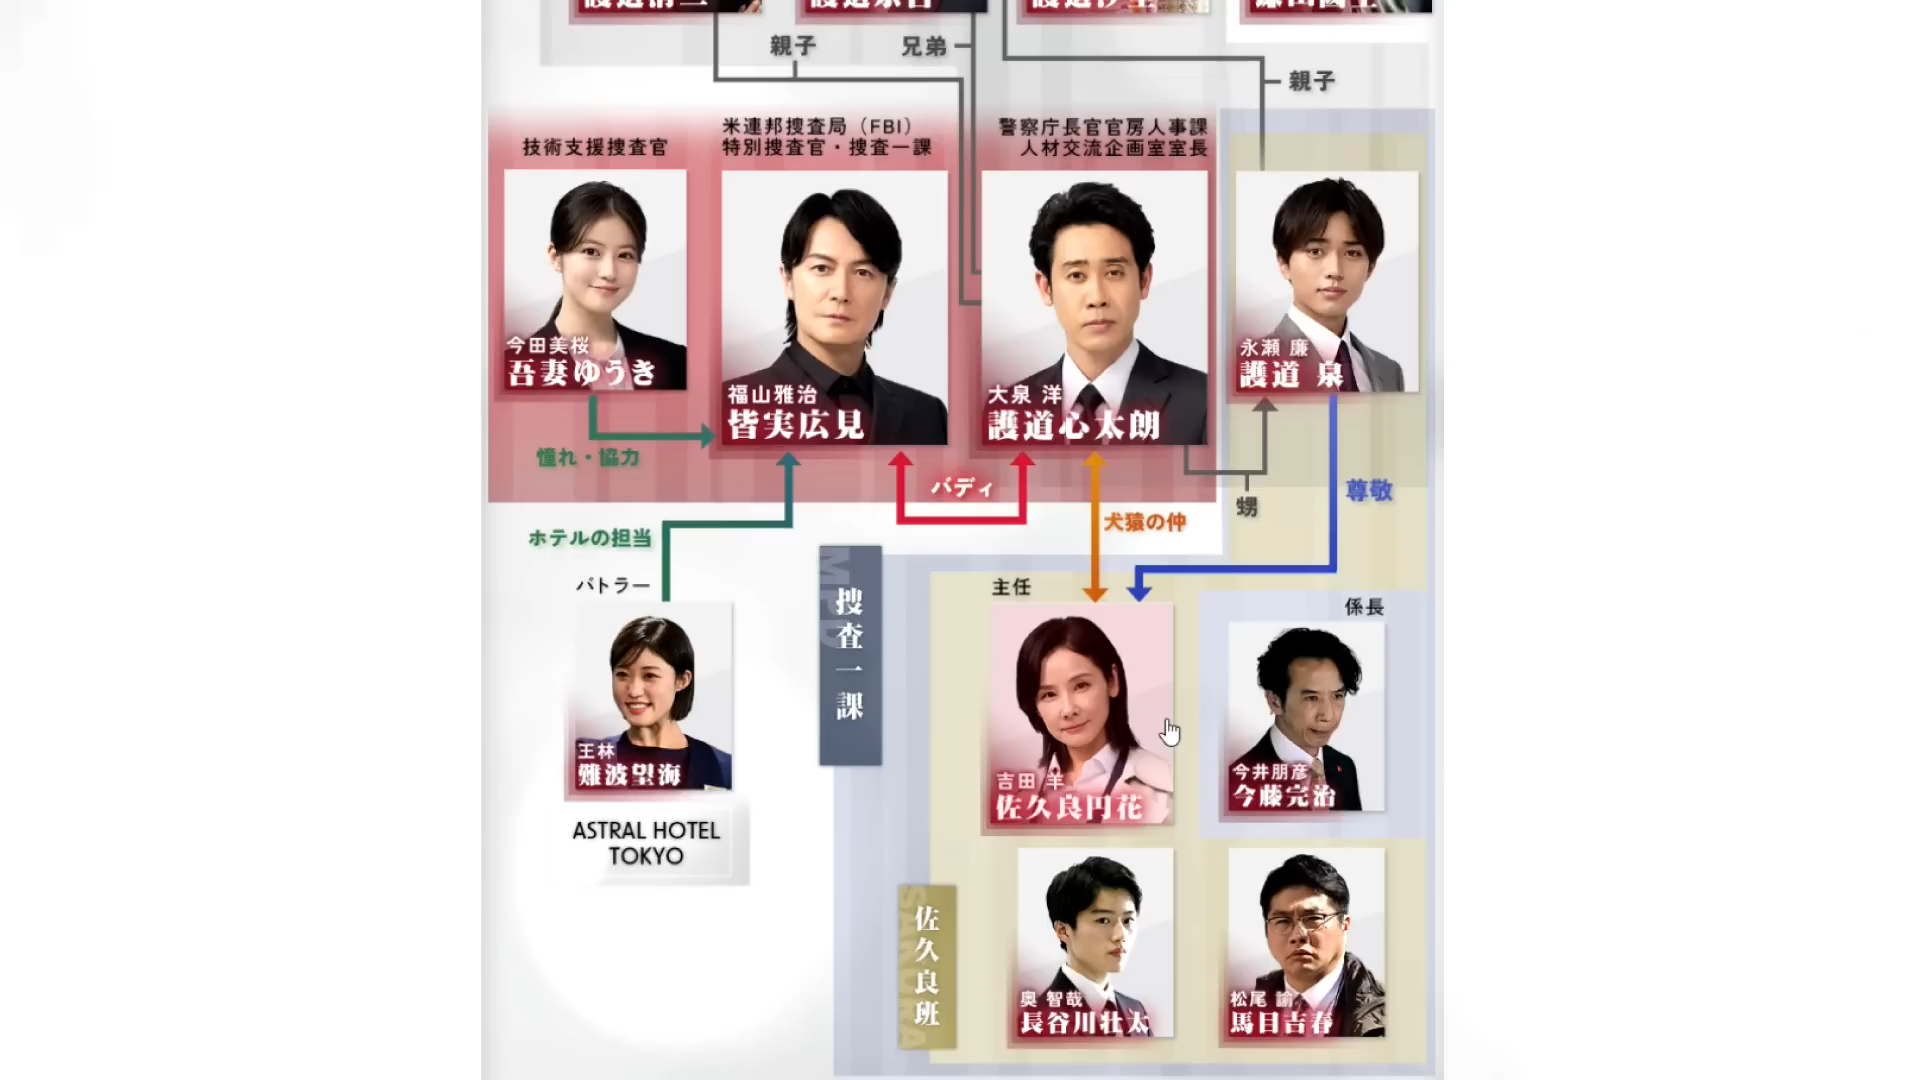 親子
兄弟
親子
技術支援捜査官
米連邦捜査局（FBI）
特別捜査官・捜査一課
警察庁長官官房人事課
人材交流企画室室長
今田美桜
吾妻ゆうき
福山雅治
皆実広見
大泉 洋
護道心太朗
永瀬 廉
護道 泉
憧れ・協力
バディ
犬猿の仲
甥
尊敬
ホテルの担当
バトラー
王林
難波望海
ASTRAL HOTEL
TOKYO
捜査一課
主任
吉田 羊
佐久良円花
係長
今井朋彦
今藤完治
佐久良班
奥 智哉
長谷川壮太
松尾 諭
馬目吉春